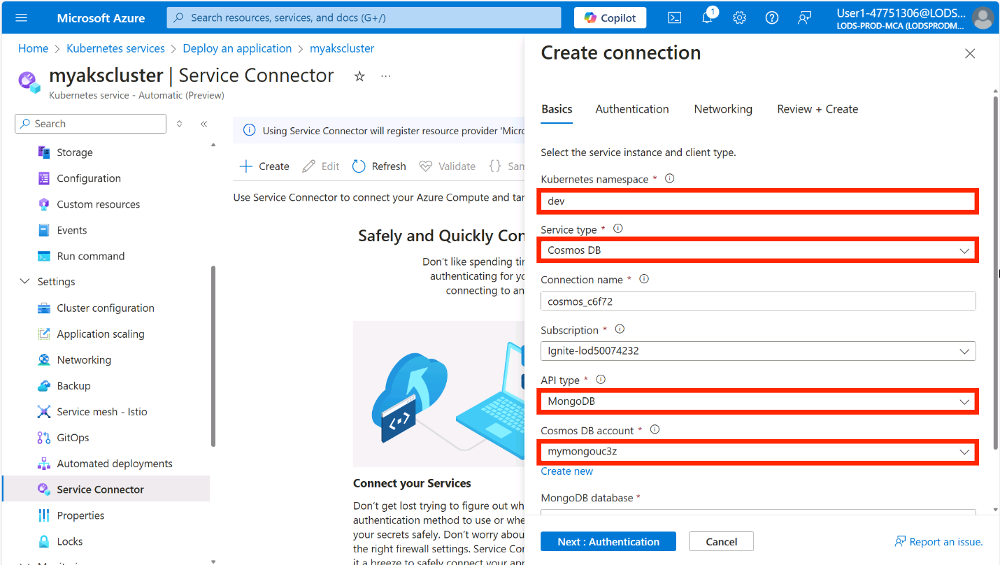 Microsoft Azure
Search resources, services, and docs (G+/)
Copilot
1
User1-47751306@LODS...
LODS-PROD-MCA (LODSPRODM...
Home > Kubernetes services > Deploy an application > myakscluster
myakscluster | Service Connector
Kubernetes service - Automatic (Preview)
Search
Storage
Configuration
Custom resources
Events
Run command
Settings
Cluster configuration
Application scaling
Networking
Backup
Service mesh - Istio
GitOps
Automated deployments
Service Connector
Properties
Locks
Using Service Connector will register resource provider 'Micro
Create
Edit
Refresh
Validate
Sam
Use Service Connector to connect your Azure Compute and tar
Safely and Quickly Con
Don't like spending tir
authenticating for yo
connecting to an
Connect your Services
Don't get lost trying to figure out wh
authentication method to use or whe
your secrets safely. Don't worry abou
the right firewall settings. Service Con
it a breeze to safely connect your app
Create connection
Basics
Authentication
Networking
Review + Create
Select the service instance and client type.
Kubernetes namespace *
dev
Service type *
Cosmos DB
Connection name *
cosmos_c6f72
Subscription *
Ignite-lod50074232
API type *
MongoDB
Cosmos DB account *
mymongouc3z
Create new
MongoDB database *
Next : Authentication
Cancel
Report an issue.